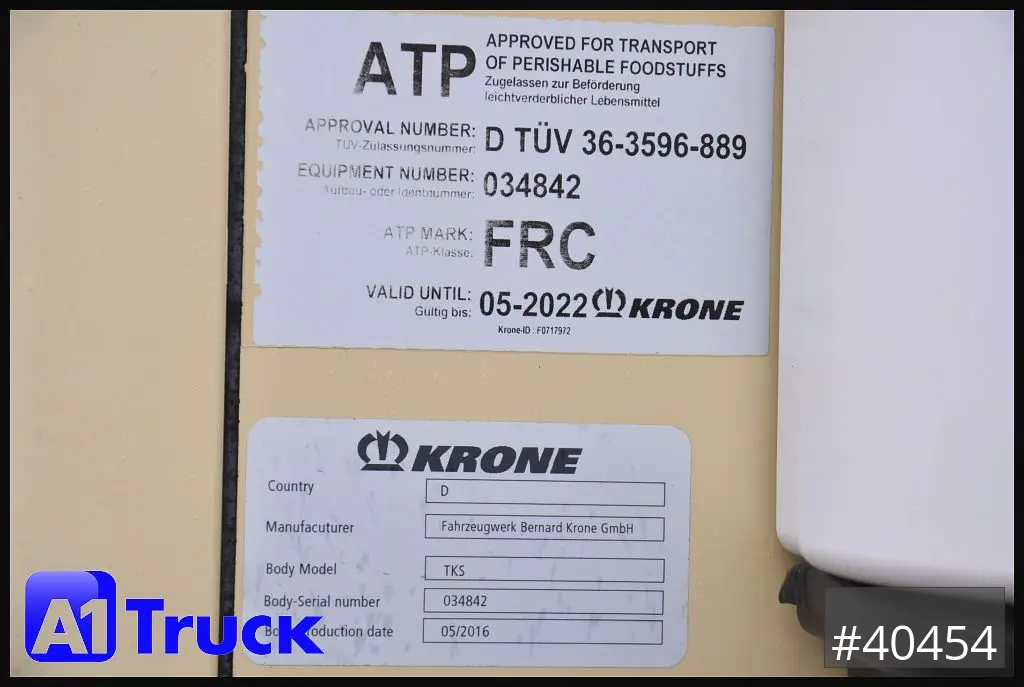 ATP
APPROVED FOR TRANSPORT
OF PERISHABLE FOODSTUFFS
Zugelassen zur Beförderung
leichtverderblicher Lebensmittel
APPROVAL NUMBER: D TÜV 36-3596-889
TÜV-Zulassungsnummer:
EQUIPMENT NUMBER: 034842
Aufbau- oder Identnummer:
ATP MARK: FRC
ATP-Klasse:
VALID UNTIL: 05-2022 KRONE
Gültig bis:
Krone-ID : F0717972
KRONE
Country D
Manufacturer Fahrzeugwerk Bernard Krone GmbH
Body Model TKS
Body-Serial number 034842
date 05/2016
A1 Truck
#40454